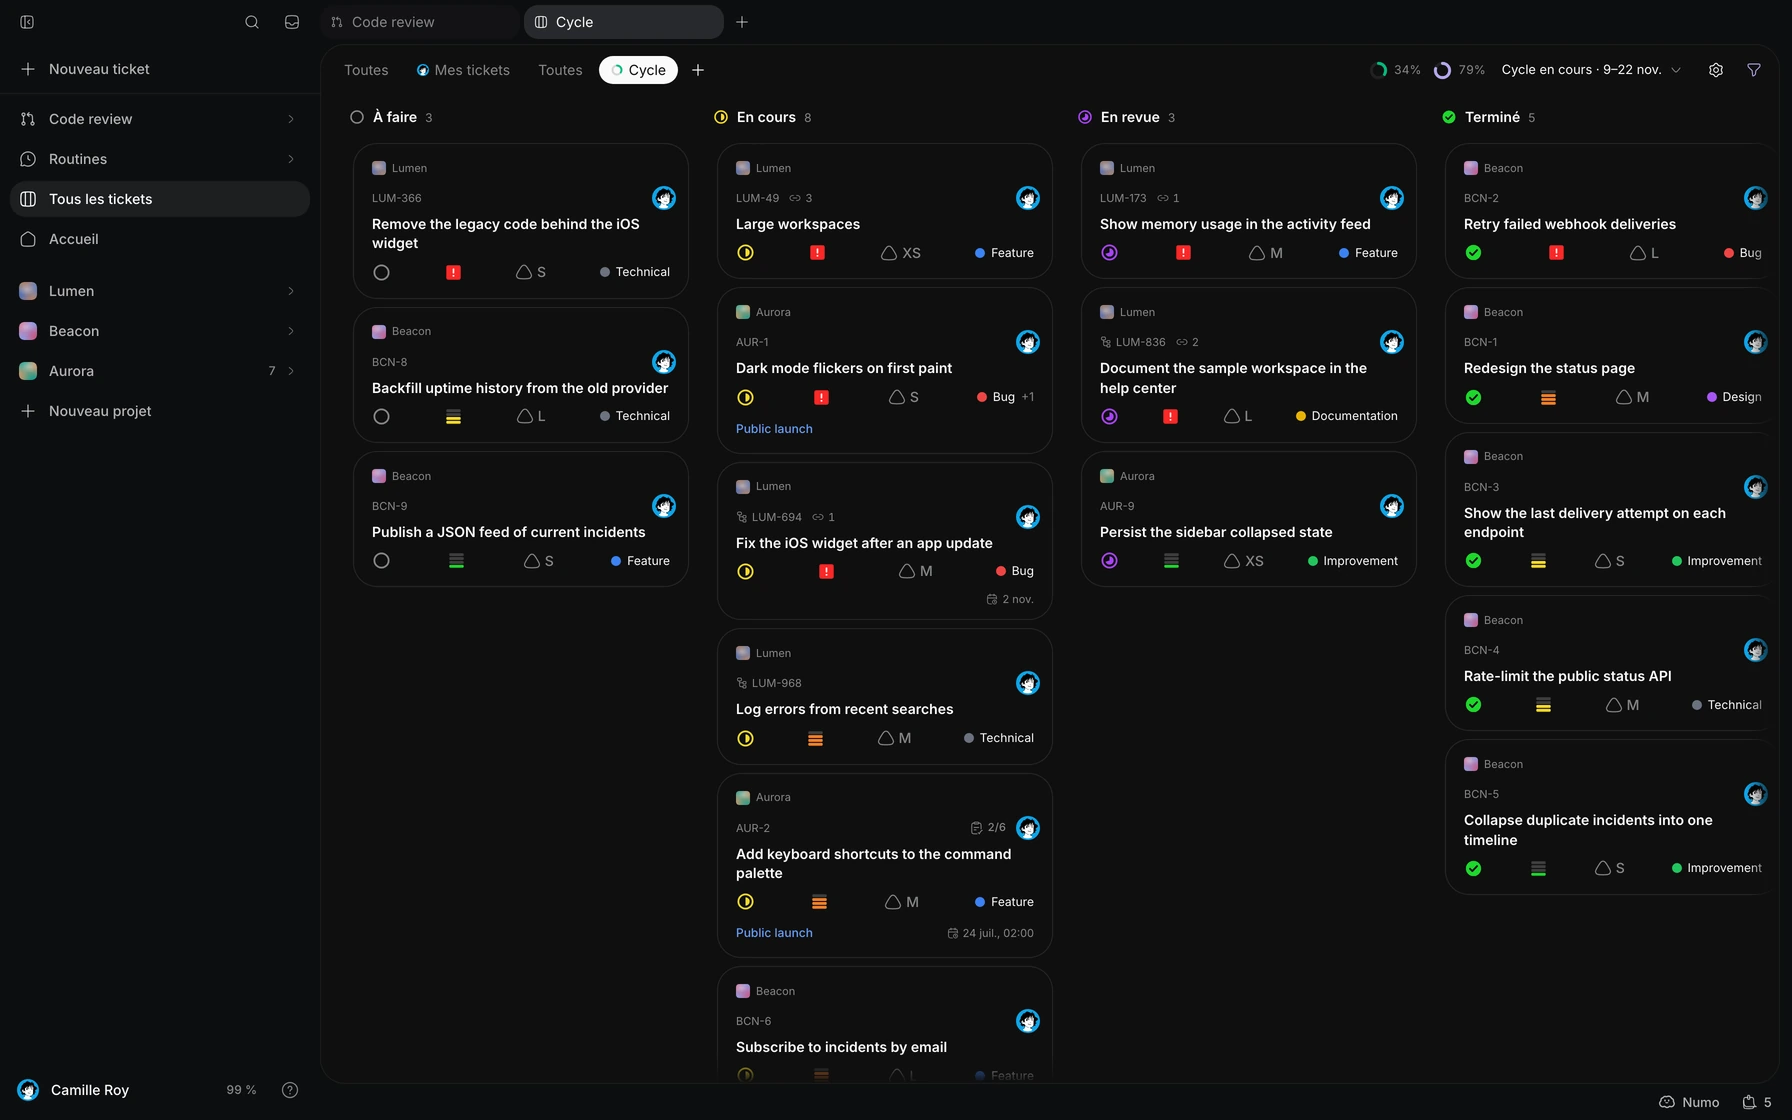 Code review
Cycle
Nouveau ticket
Code review
Routines
Tous les tickets
Accueil
Lumen
Beacon
Aurora 7
Nouveau projet
Camille Roy 99 %
Toutes
Mes tickets
Toutes
Cycle
34% 79% Cycle en cours · 9–22 nov.
À faire 3
Lumen
LUM-366
Remove the legacy code behind the iOS
widget
S Technical
Beacon
BCN-8
Backfill uptime history from the old provider
L Technical
Beacon
BCN-9
Publish a JSON feed of current incidents
S Feature
En cours 8
Lumen
LUM-49 3
Large workspaces
XS Feature
Aurora
AUR-1
Dark mode flickers on first paint
S Bug +1
Public launch
Lumen
LUM-694 1
Fix the iOS widget after an app update
M Bug
2 nov.
Lumen
LUM-968
Log errors from recent searches
M Technical
Aurora
AUR-2 2/6
Add keyboard shortcuts to the command
palette
M Feature
Public launch 24 juil., 02:00
Beacon
BCN-6
Subscribe to incidents by email
L Feature
En revue 3
Lumen
LUM-173 1
Show memory usage in the activity feed
M Feature
Lumen
LUM-836 2
Document the sample workspace in the
help center
L Documentation
Aurora
AUR-9
Persist the sidebar collapsed state
XS Improvement
Terminé 5
Beacon
BCN-2
Retry failed webhook deliveries
L Bug
Beacon
BCN-1
Redesign the status page
M Design
Beacon
BCN-3
Show the last delivery attempt on each
endpoint
S Improvement
Beacon
BCN-4
Rate-limit the public status API
M Technical
Beacon
BCN-5
Collapse duplicate incidents into one
timeline
S Improvement
Numo 5